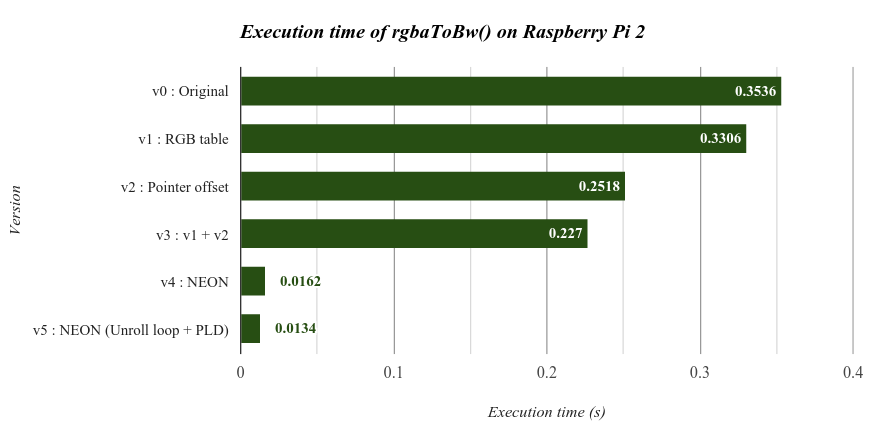 Execution time of rgbaToBw() on Raspberry Pi 2
Version
v0 : Original 0.3536
v1 : RGB table 0.3306
v2 : Pointer offset 0.2518
v3 : v1 + v2 0.227
v4 : NEON 0.0162
v5 : NEON (Unroll loop + PLD) 0.0134
0 0.1 0.2 0.3 0.4
Execution time (s)